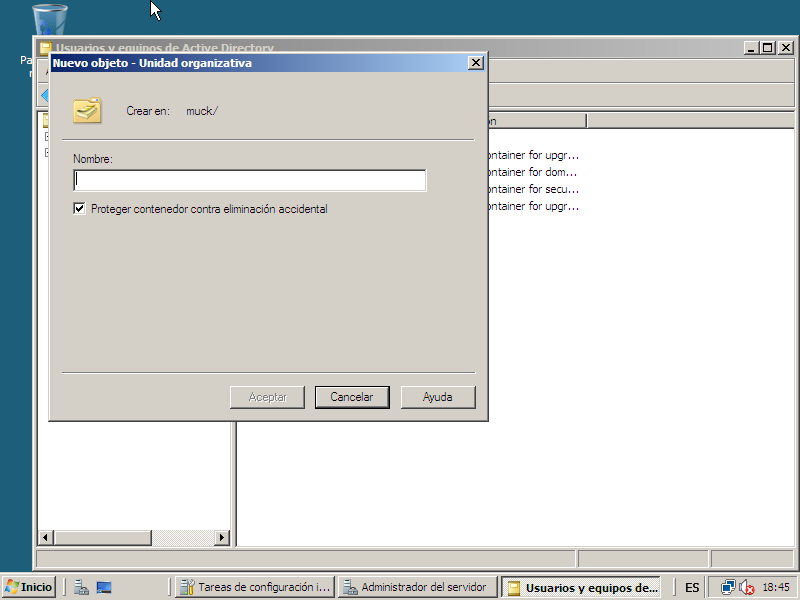 Usuarios y equipos de Active Directory
Nuevo objeto - Unidad organizativa
Crear en: muck/
Nombre:
Proteger contenedor contra eliminación accidental
Aceptar
Cancelar
Ayuda
ontainer for upgr...
ontainer for dom...
ontainer for secu...
ontainer for upgr...
Inicio
Tareas de configuración i...
Administrador del servidor
Usuarios y equipos de...
ES
18:45